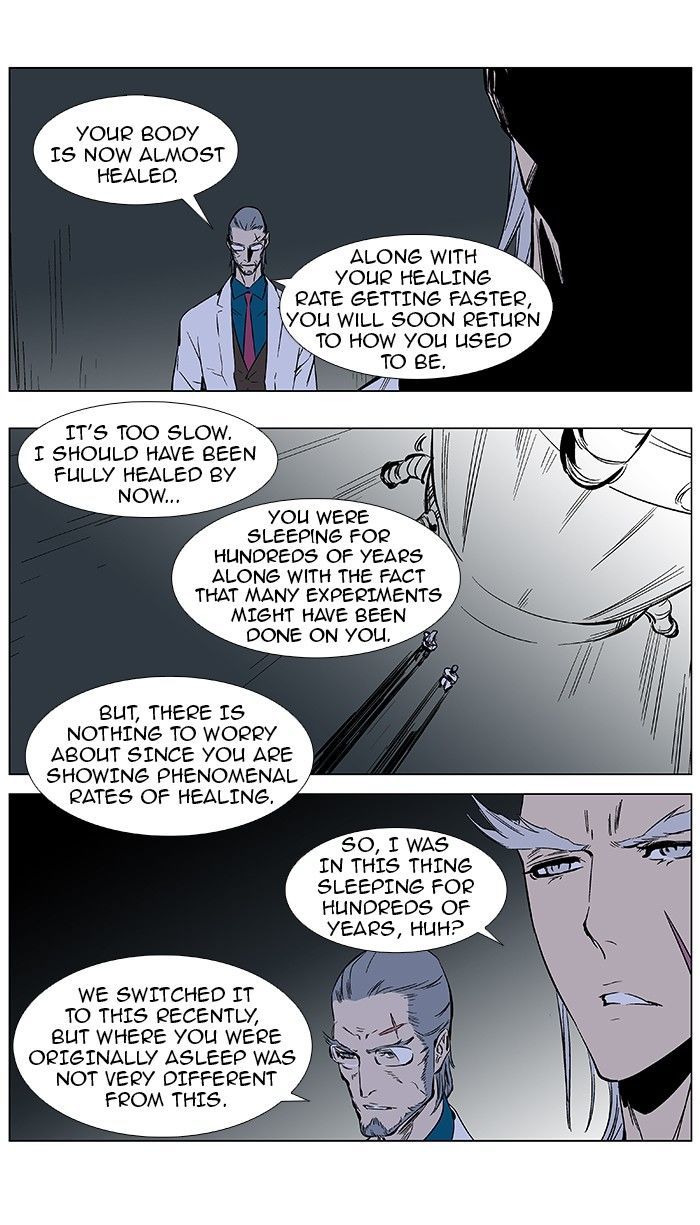 YOUR BODY
IS NOW ALMOST
HEALED.
ALONG WITH
YOUR HEALING
RATE GETTING FASTER,
YOU WILL SOON RETURN
TO HOW YOU USED
TO BE.
IT'S TOO SLOW.
I SHOULD HAVE BEEN
FULLY HEALED BY
NOW...
YOU WERE
SLEEPING FOR
HUNDREDS OF YEARS
ALONG WITH THE FACT
THAT MANY EXPERIMENTS
MIGHT HAVE BEEN
DONE ON YOU.
BUT, THERE IS
NOTHING TO WORRY
ABOUT SINCE YOU ARE
SHOWING PHENOMENAL
RATES OF HEALING.
SO, I WAS
IN THIS THING
SLEEPING FOR
HUNDREDS OF
YEARS, HUH?
WE SWITCHED IT
TO THIS RECENTLY,
BUT WHERE YOU WERE
ORIGINALLY ASLEEP WAS
NOT VERY DIFFERENT
FROM THIS.